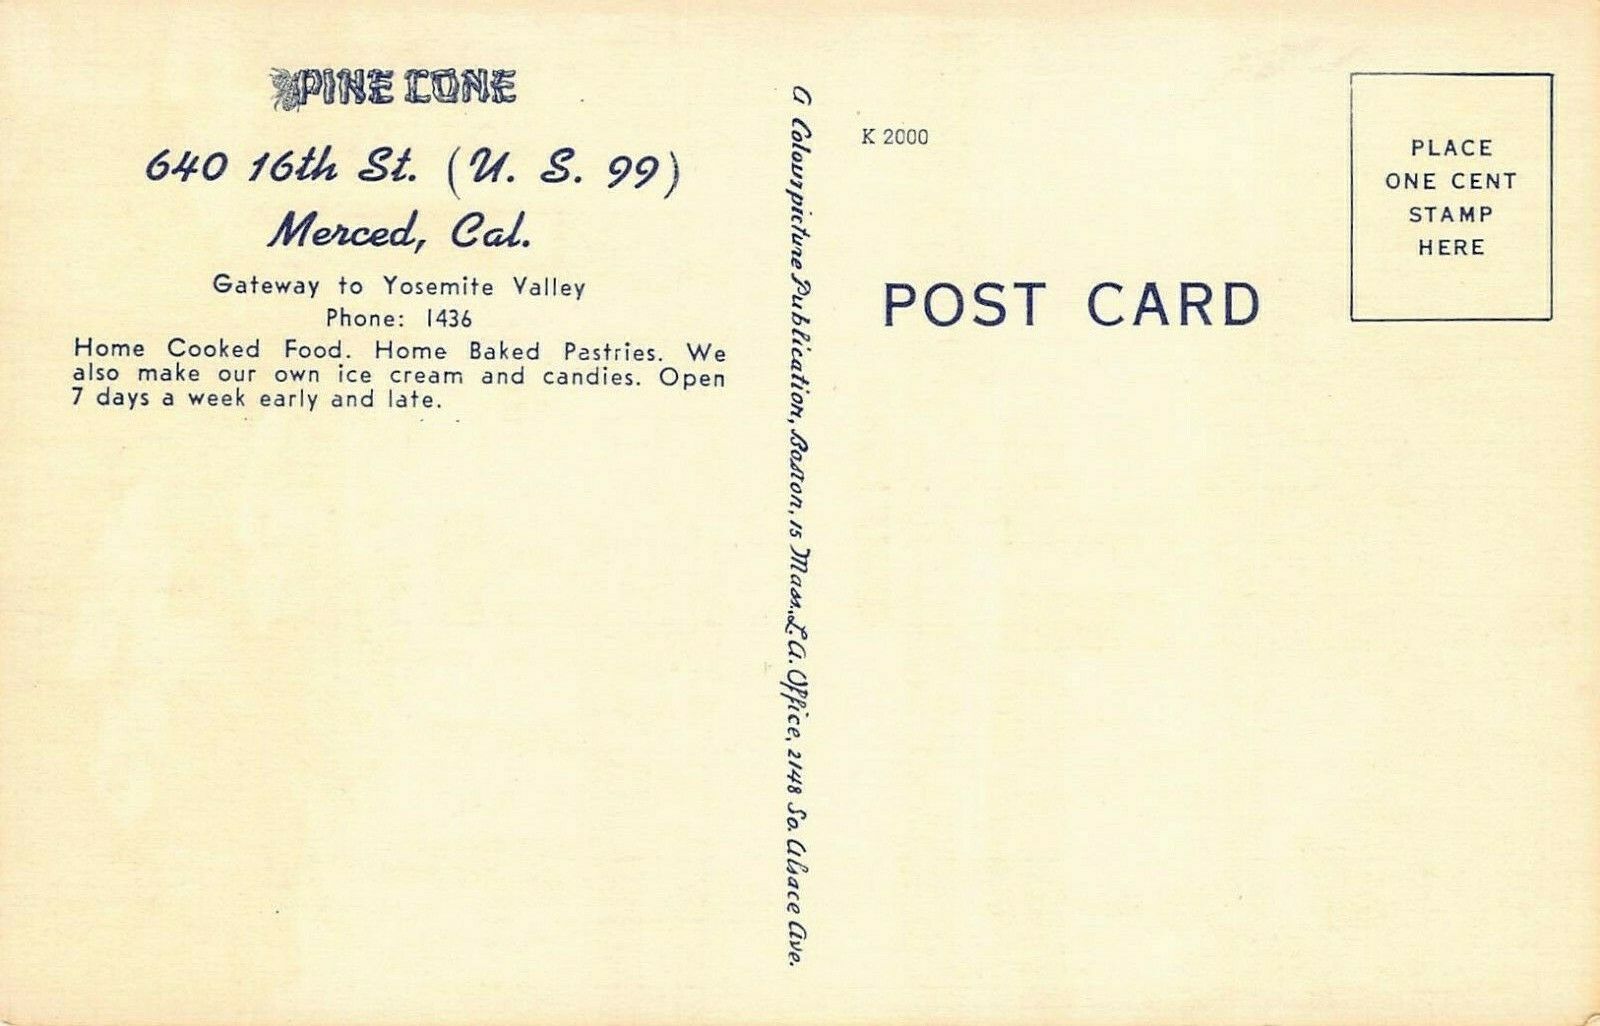 PINE CONE
640 16th St. (U. S. 99)
Merced, Cal.
Gateway to Yosemite Valley
Phone: 1436
Home Cooked Food. Home Baked Pastries. We
also make our own ice cream and candies. Open
7 days a week early and late.
A Colourpicture Publication, Boston, 15 Mass., L.A. Office, 2148 So. Alsace Ave.
K 2000
POST CARD
PLACE
ONE CENT
STAMP
HERE